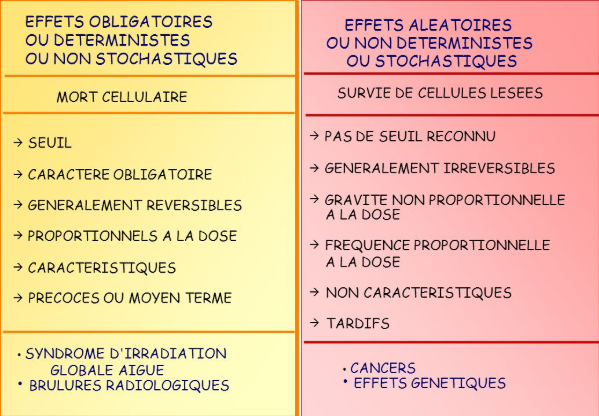 EFFETS OBLIGATOIRES
OU DETERMINISTES
OU NON STOCHASTIQUES
MORT CELLULAIRE
→ SEUIL
→ CARACTERE OBLIGATOIRE
→ GENERALEMENT REVERSIBLES
→ PROPORTIONNELS A LA DOSE
→ CARACTERISTIQUES
→ PRECOCES OU MOYEN TERME
• SYNDROME D'IRRADIATION
GLOBALE AIGUE
• BRULURES RADIOLOGIQUES
EFFETS ALEATOIRES
OU NON DETERMINISTES
OU STOCHASTIQUES
SURVIE DE CELLULES LESEES
→ PAS DE SEUIL RECONNU
→ GENERALEMENT IRREVERSIBLES
→ GRAVITE NON PROPORTIONNELLE
A LA DOSE
→ FREQUENCE PROPORTIONNELLE
A LA DOSE
→ NON CARACTERISTIQUES
→ TARDIFS
• CANCERS
• EFFETS GENETIQUES